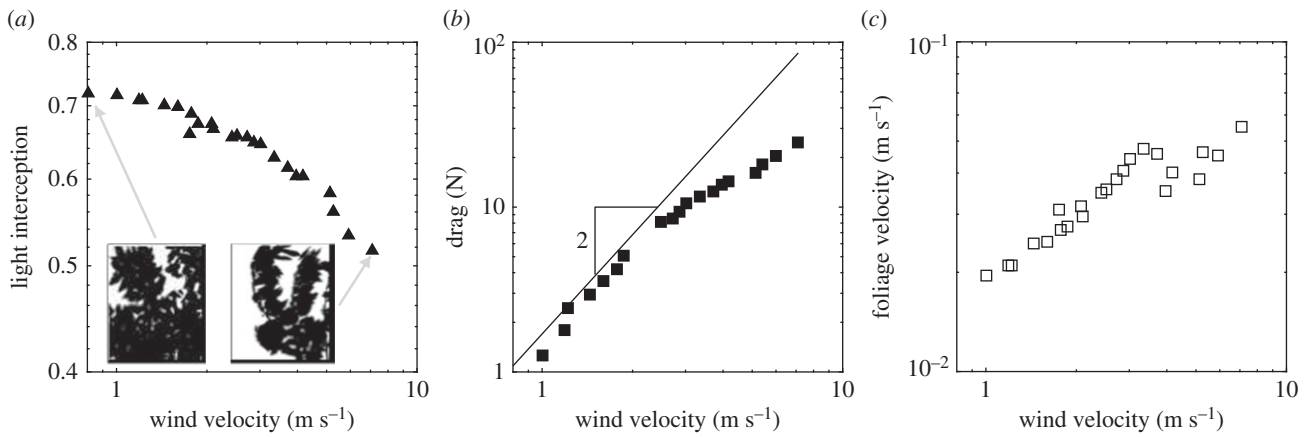 (a)
0.8
0.7
0.6
0.5
0.4
light interception
1
10
wind velocity (m s⁻¹)
(b)
10²
10
1
drag (N)
2
1
10
wind velocity (m s⁻¹)
(c)
10⁻¹
10⁻²
foliage velocity (m s⁻¹)
1
10
wind velocity (m s⁻¹)